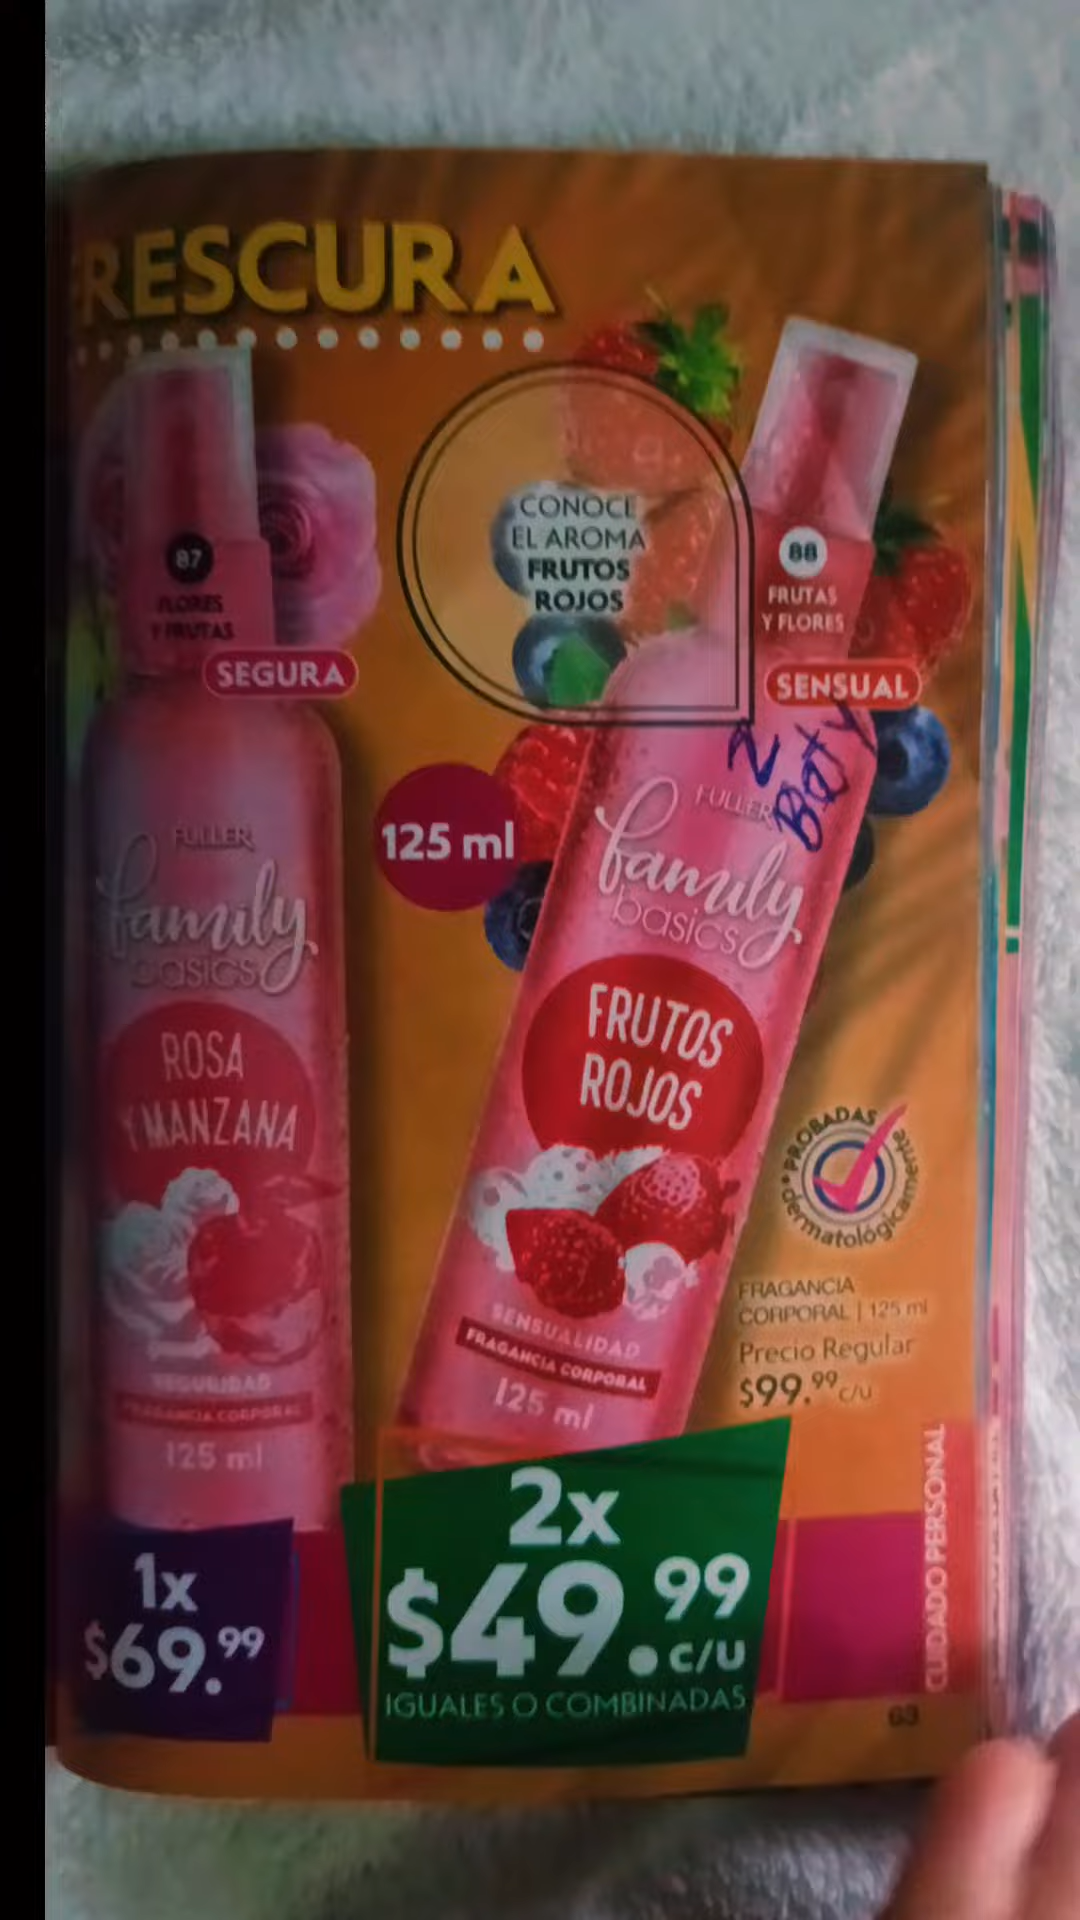 RESCURA
87
FLORES
Y FRUTAS
SEGURA
CONOCE
EL AROMA
FRUTOS
ROJOS
88
FRUTAS
Y FLORES
SENSUAL
2
Baty
125 ml
FULLER
family
basics
ROSA
Y MANZANA
SEGURIDAD
FRAGANCIA CORPORAL
125 ml
FULLER
family
basics
FRUTOS
ROJOS
SENSUALIDAD
FRAGANCIA CORPORAL
125 ml
PROBADAS
dermatológicamente
FRAGANCIA
CORPORAL | 125 ml
Precio Regular
$99.99 c/u
1x
$69.99
2x
$49.99 c/u
IGUALES O COMBINADAS
CUIDADO PERSONAL
63